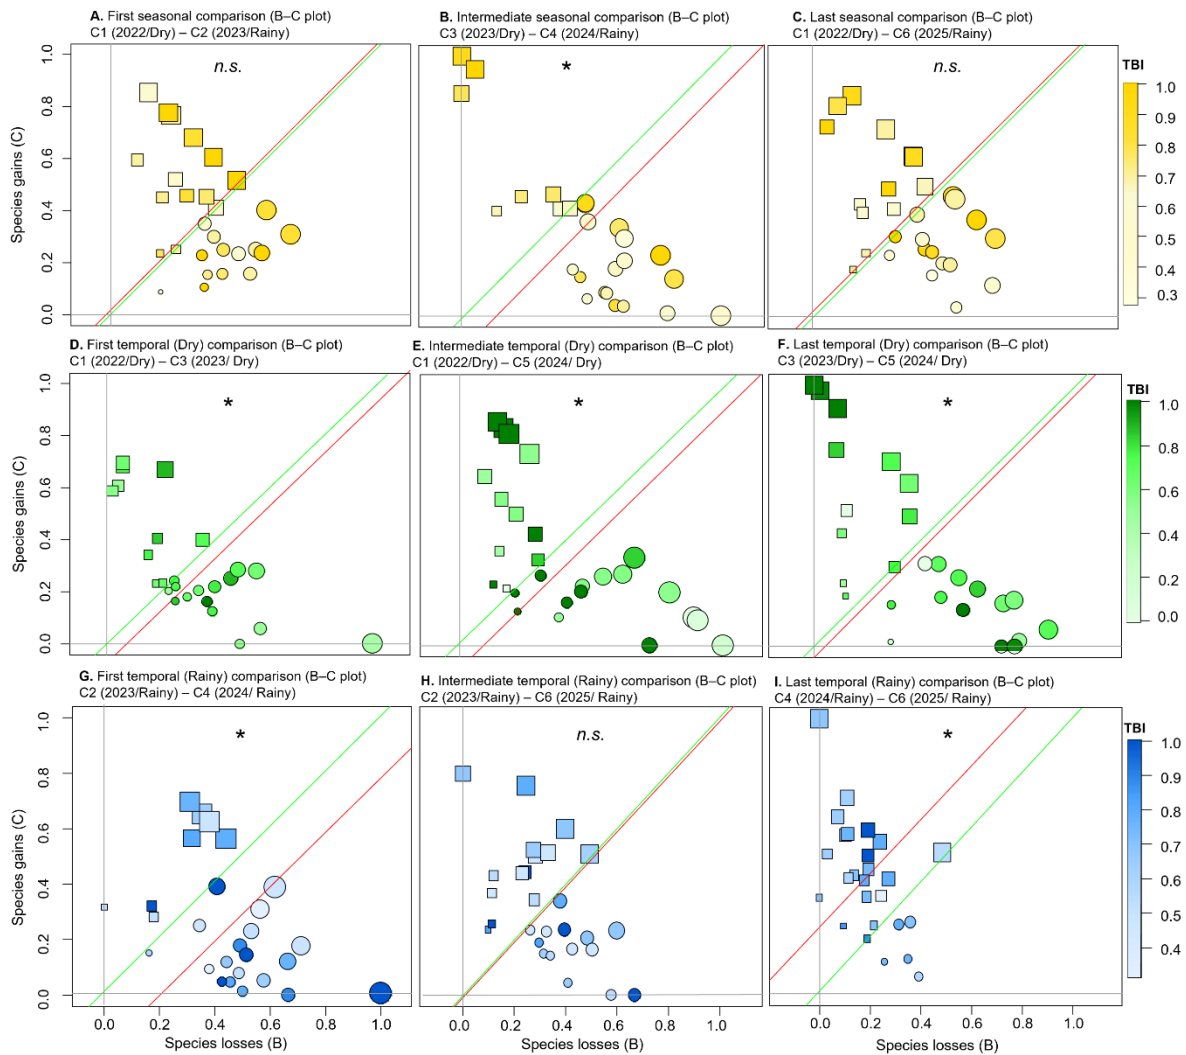 A. First seasonal comparison (B–C plot)
C1 (2022/Dry) – C2 (2023/Rainy)
B. Intermediate seasonal comparison (B–C plot)
C3 (2023/Dry) – C4 (2024/Rainy)
C. Last seasonal comparison (B–C plot)
C1 (2022/Dry) – C6 (2025/Rainy)
n.s.
*
n.s.
TBI
1.0
0.9
0.8
0.7
0.6
0.5
0.4
0.3
Species gains (C)
1.0
0.8
0.6
0.4
0.2
0.0
D. First temporal (Dry) comparison (B–C plot)
C1 (2022/Dry) – C3 (2023/ Dry)
E. Intermediate temporal (Dry) comparison (B–C plot)
C1 (2022/Dry) – C5 (2024/ Dry)
F. Last temporal (Dry) comparison (B–C plot)
C3 (2023/Dry) – C5 (2024/ Dry)
*
*
*
TBI
1.0
0.8
0.6
0.4
0.2
0.0
Species gains (C)
1.0
0.8
0.6
0.4
0.2
0.0
G. First temporal (Rainy) comparison (B–C plot)
C2 (2023/Rainy) – C4 (2024/ Rainy)
H. Intermediate temporal (Rainy) comparison (B–C plot)
C2 (2023/Rainy) – C6 (2025/ Rainy)
I. Last temporal (Rainy) comparison (B–C plot)
C4 (2024/Rainy) – C6 (2025/ Rainy)
*
n.s.
*
TBI
1.0
0.9
0.8
0.7
0.6
0.5
0.4
Species gains (C)
1.0
0.8
0.6
0.4
0.2
0.0
0.0 0.2 0.4 0.6 0.8 1.0
0.0 0.2 0.4 0.6 0.8 1.0
0.0 0.2 0.4 0.6 0.8 1.0
Species losses (B)
Species losses (B)
Species losses (B)